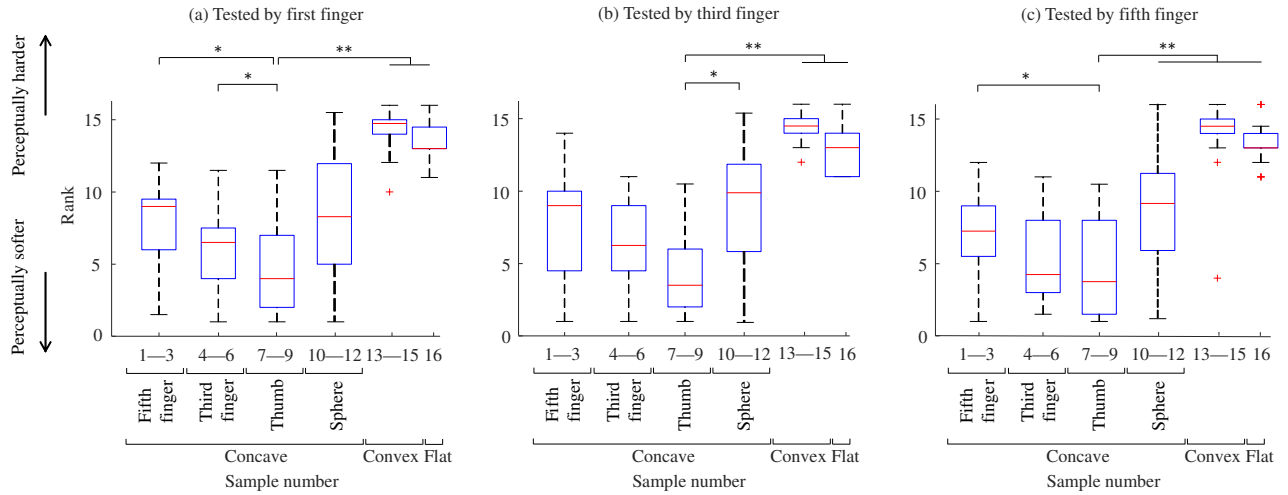 (a) Tested by first finger
(b) Tested by third finger
(c) Tested by fifth finger
Perceptually harder
Perceptually softer
Rank
* ** *
** *
** *
15
10
5
0
15
10
5
0
15
10
5
0
1—3 4—6 7—9 10—12 13—15 16
1—3 4—6 7—9 10—12 13—15 16
1—3 4—6 7—9 10—12 13—15 16
Fifth
finger
Third
finger
Thumb
Sphere
Fifth
finger
Third
finger
Thumb
Sphere
Fifth
finger
Third
finger
Thumb
Sphere
Concave Convex Flat
Concave Convex Flat
Concave Convex Flat
Sample number
Sample number
Sample number